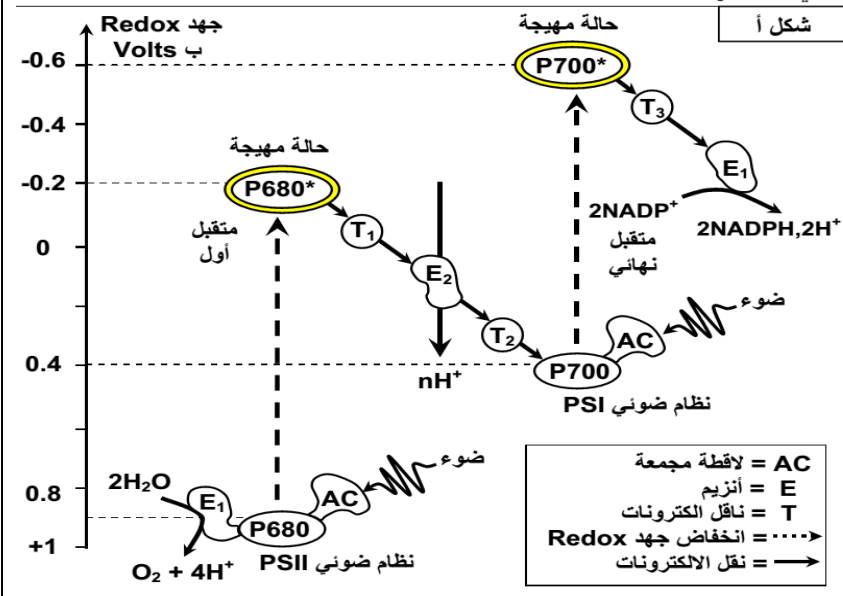 شكل أ
جهد Redox
ب Volts
-0.6
-0.4
-0.2
0
0.4
0.8
+1
حالة مهيجة
P700*
T3
E1
2NADP+
2NADPH,2H+
متقبل
نهائي
حالة مهيجة
P680*
متقبل
أول
T1
E2
T2
nH+
ضوء
AC
P700
نظام ضوئي PSI
2H2O
E1
P680
AC
ضوء
O2 + 4H+
نظام ضوئي PSII
AC = لاقطة مجمعة
E = أنزيم
T = ناقل الكترونات
= انخفاض جهد Redox
= نقل الالكترونات